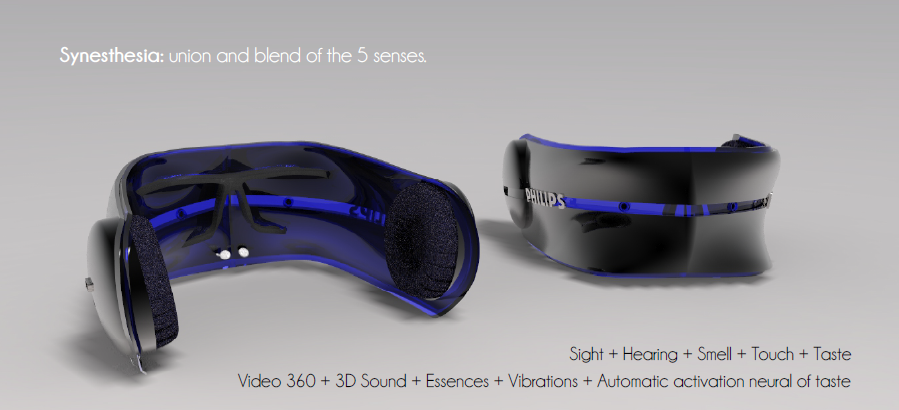 Synesthesia: union and blend of the 5 senses.
PHILIPS
Sight + Hearing + Smell + Touch + Taste
Video 360 + 3D Sound + Essences + Vibrations + Automatic activation neural of taste